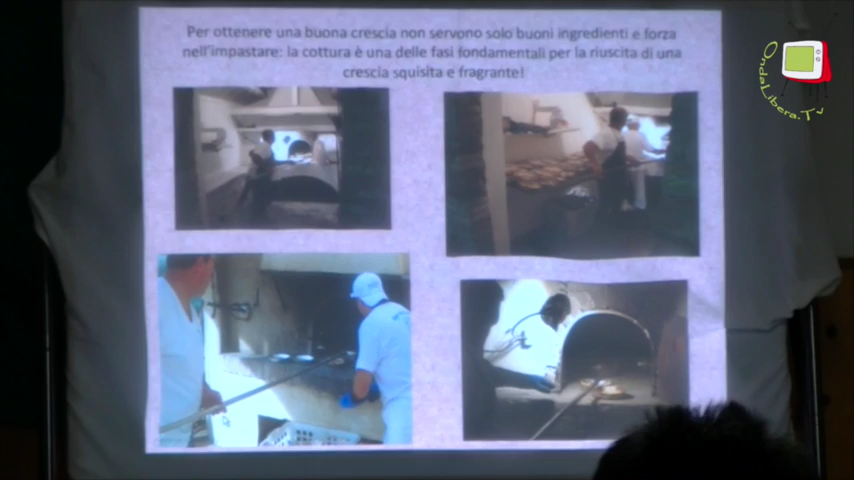 Per ottenere una buona crescia non servono solo buoni ingredienti e forza
nell'impastare: la cottura è una delle fasi fondamentali per la riuscita di una
crescia squisita e fragrante!
OndaLibera.Tv